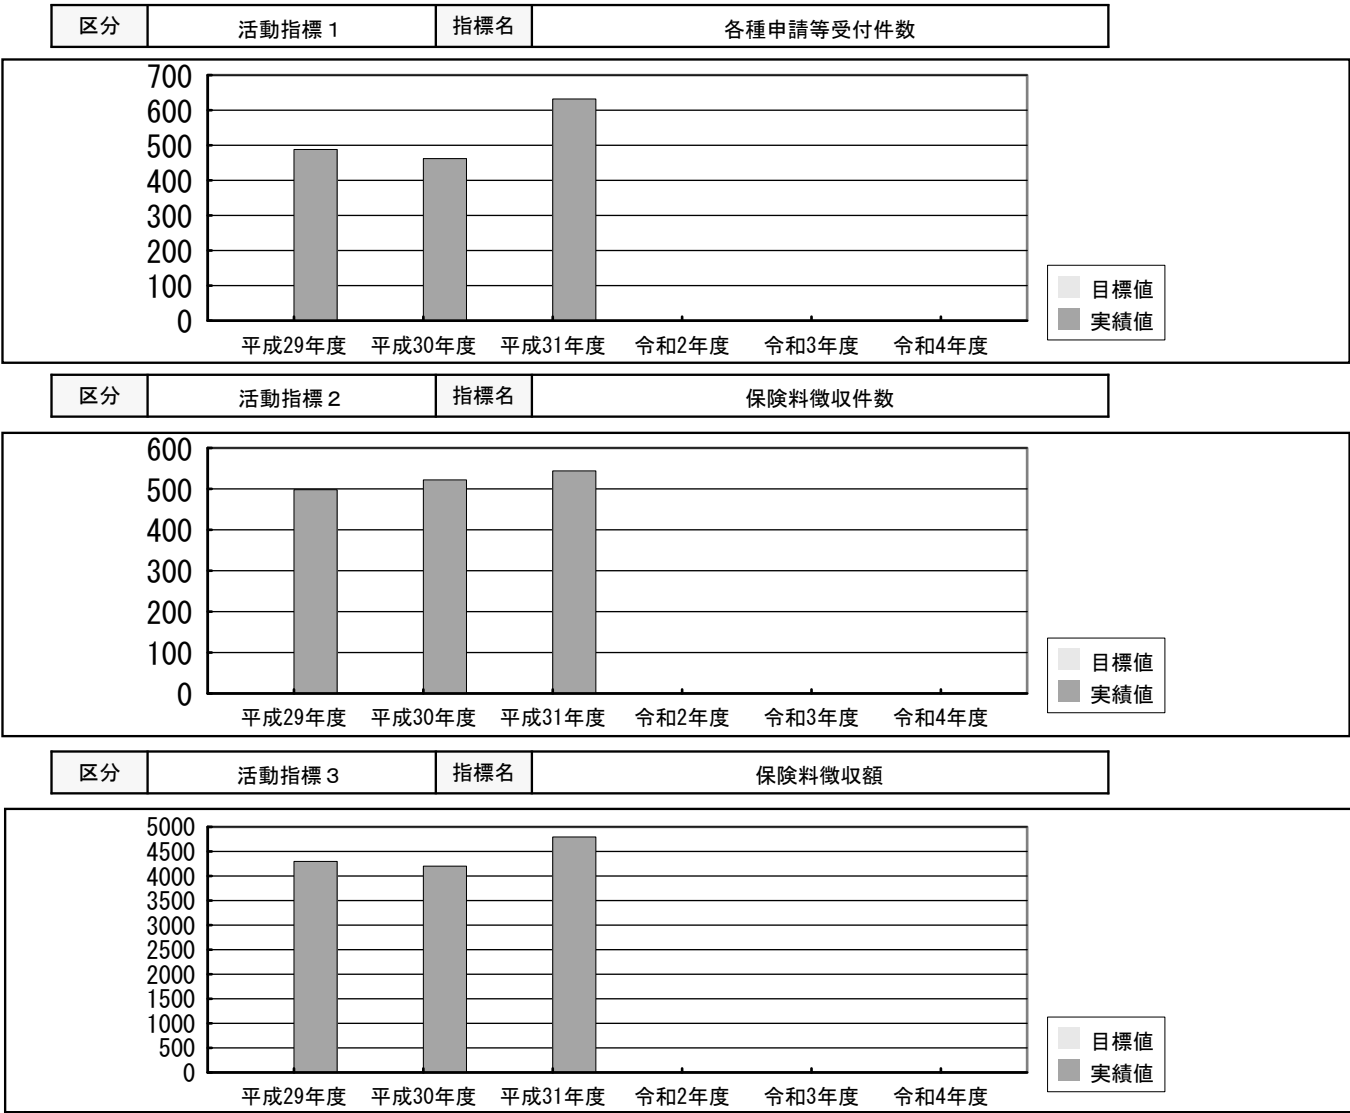 区分 活動指標１ 指標名 各種申請等受付件数
700
600
500
400
300
200
100
0
平成29年度 平成30年度 平成31年度 令和2年度 令和3年度 令和4年度
目標値
実績値
区分 活動指標２ 指標名 保険料徴収件数
600
500
400
300
200
100
0
平成29年度 平成30年度 平成31年度 令和2年度 令和3年度 令和4年度
目標値
実績値
区分 活動指標３ 指標名 保険料徴収額
5000
4500
4000
3500
3000
2500
2000
1500
1000
500
0
平成29年度 平成30年度 平成31年度 令和2年度 令和3年度 令和4年度
目標値
実績値